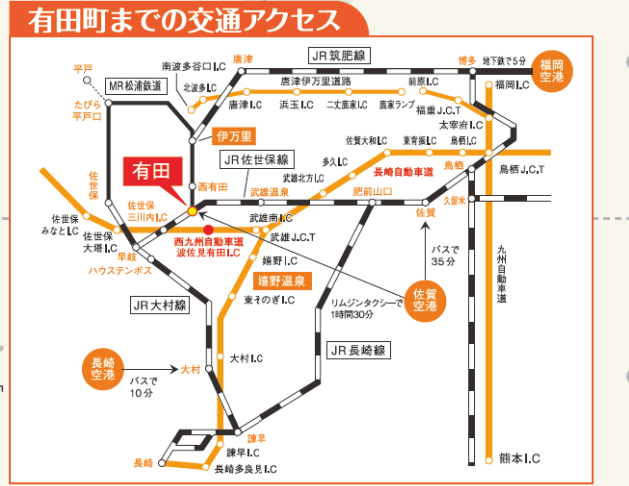 有田町までの交通アクセス
唐津
JR筑肥線
博多
地下鉄で5分
福岡
空港
平戸
南波多谷口I.C
MR松浦鉄道
北波多I.C
唐津伊万里道路
前原I.C
福岡I.C
たびら
平戸口
唐津I.C
浜玉I.C
二丈鹿家I.C
鹿家ランプ
福重J.C.T
太宰府I.C
伊万里
佐賀大和I.C
東背振I.C
鳥栖I.C
有田
JR佐世保線
多久I.C
長崎自動車道
鳥栖
鳥栖J.C.T
西有田
武雄北方I.C
佐世保
武雄温泉
肥前山口
久留米
佐世保
三川内I.C
佐賀
佐世保
みなとI.C
武雄南I.C
佐世保
大塔I.C
武雄J.C.T
西九州自動車道
波佐見有田I.C
早岐
バスで
35分
九州自動車道
ハウステンボス
嬉野I.C
嬉野温泉
佐賀
空港
JR大村線
東そのぎI.C
リムジンタクシーで
1時間30分
JR長崎線
長崎
空港
大村I.C
大村
バスで
10分
諫早
諫早I.C
長崎
長崎多良見I.C
熊本I.C